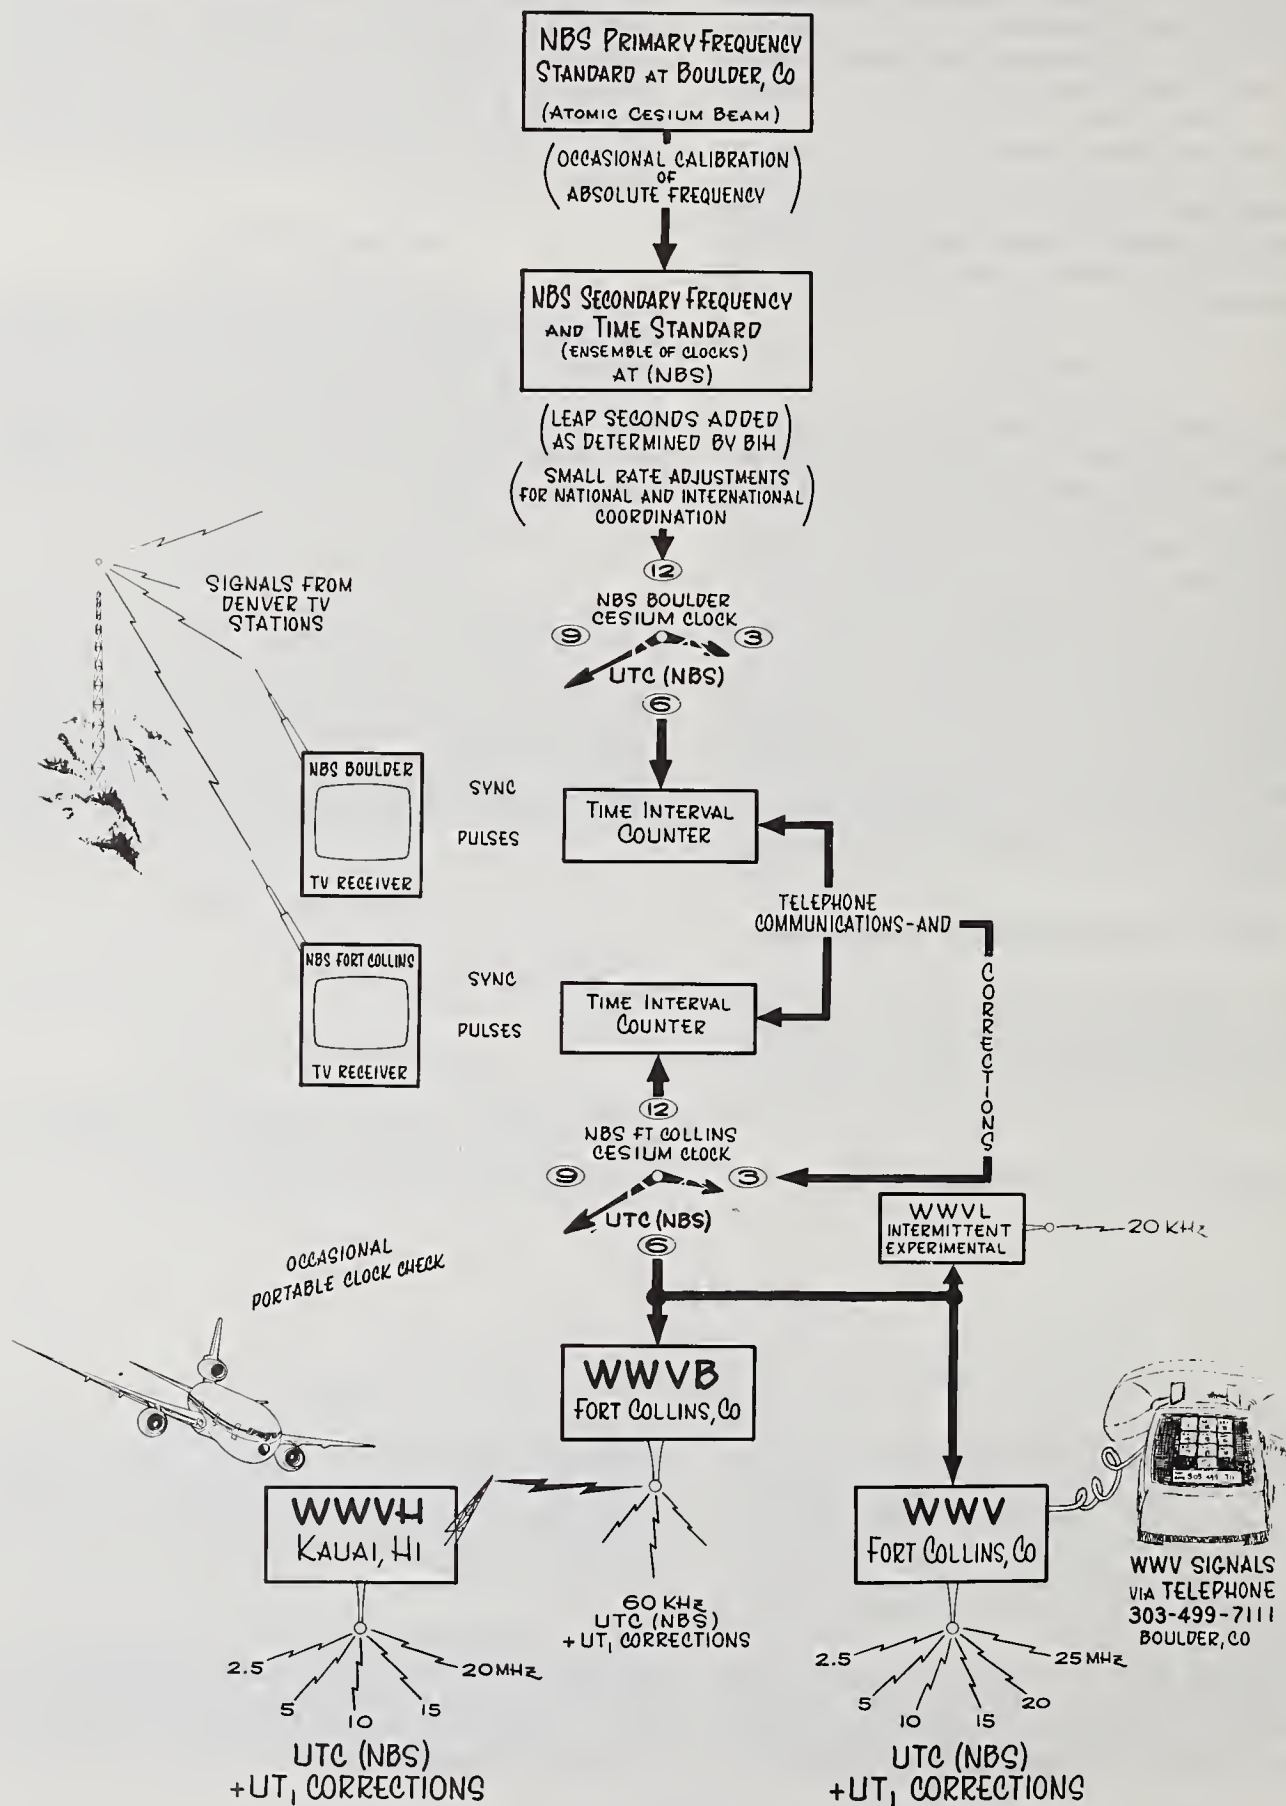 NBS PRIMARY FREQUENCY
STANDARD AT BOULDER, CO
(ATOMIC CESIUM BEAM)
(OCCASIONAL CALIBRATION
OF
ABSOLUTE FREQUENCY)
NBS SECONDARY FREQUENCY
AND TIME STANDARD
(ENSEMBLE OF CLOCKS)
AT (NBS)
(LEAP SECONDS ADDED
AS DETERMINED BY BIH)
(SMALL RATE ADJUSTMENTS
FOR NATIONAL AND INTERNATIONAL
COORDINATION)
SIGNALS FROM
DENVER TV
STATIONS
12
NBS BOULDER
CESIUM CLOCK
9
3
UTC (NBS)
6
NBS BOULDER
TV RECEIVER
SYNC
PULSES
TIME INTERVAL
COUNTER
TELEPHONE
COMMUNICATIONS-AND
CORRECTIONS
NBS FORT COLLINS
TV RECEIVER
SYNC
PULSES
TIME INTERVAL
COUNTER
12
NBS FT COLLINS
CESIUM CLOCK
9
3
UTC (NBS)
6
WWVL
INTERMITTENT
EXPERIMENTAL
20 KHz
OCCASIONAL
PORTABLE CLOCK CHECK
WWVB
FORT COLLINS, CO
60 KHz
UTC (NBS)
+UT1 CORRECTIONS
WWVH
KAUAI, HI
2.5
5
10
15
20MHz
UTC (NBS)
+UT1 CORRECTIONS
WWV
FORT COLLINS, CO
2.5
5
10
15
20
25 MHz
UTC (NBS)
+UT1 CORRECTIONS
WWV SIGNALS
VIA TELEPHONE
303-499-7111
BOULDER, CO